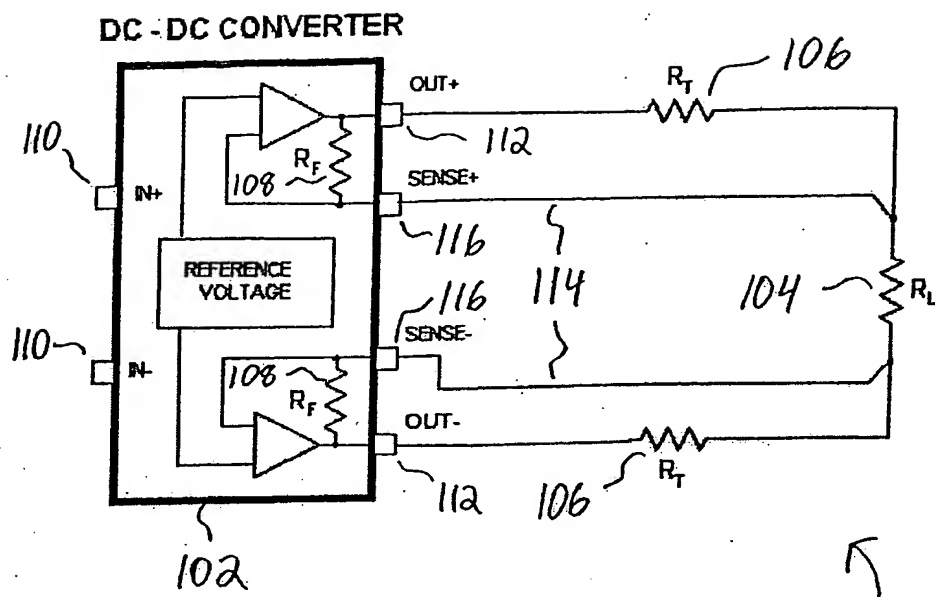 DC - DC CONVERTER
OUT+
R_T
106
110
112
R_F
108
SENSE+
IN+
116
REFERENCE
VOLTAGE
116
114
104
R_L
SENSE-
110
IN-
108
R_F
OUT-
112
106
R_T
102